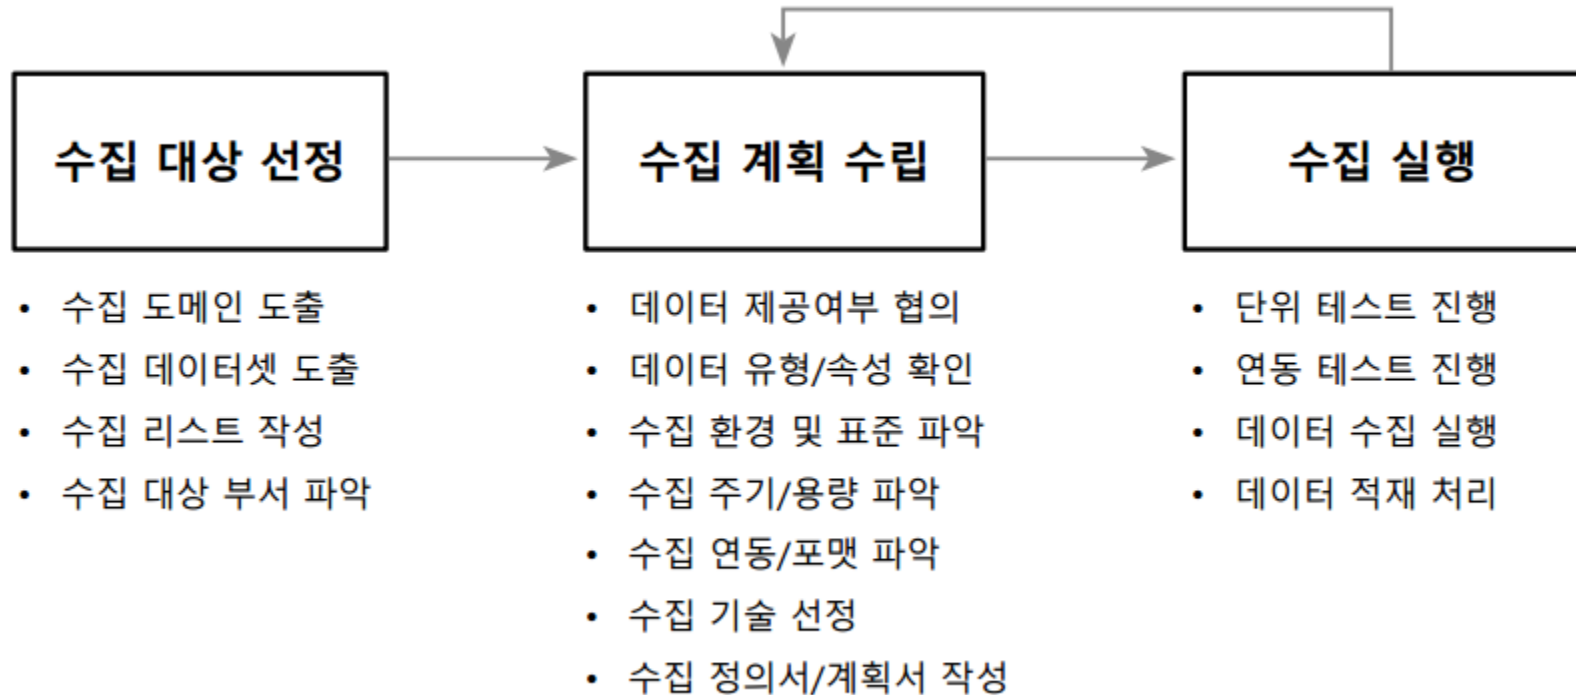 수집 대상 선정
• 수집 도메인 도출
• 수집 데이터셋 도출
• 수집 리스트 작성
• 수집 대상 부서 파악
수집 계획 수립
• 데이터 제공여부 협의
• 데이터 유형/속성 확인
• 수집 환경 및 표준 파악
• 수집 주기/용량 파악
• 수집 연동/포맷 파악
• 수집 기술 선정
• 수집 정의서/계획서 작성
수집 실행
• 단위 테스트 진행
• 연동 테스트 진행
• 데이터 수집 실행
• 데이터 적재 처리